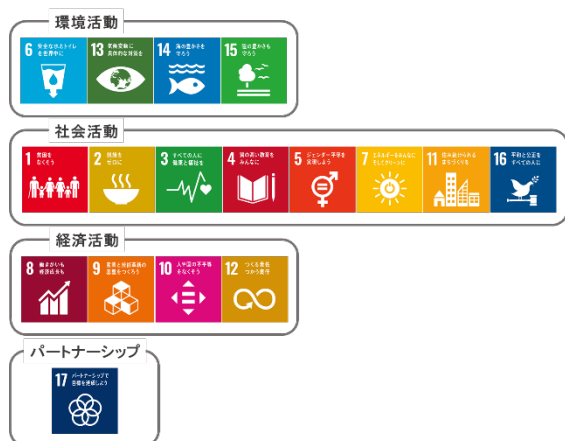 環境活動
6 安全な水とトイレ
を世界中に
13 気候変動に
具体的な対策を
14 海の豊かさを
守ろう
15 陸の豊かさも
守ろう
社会活動
1 貧困を
なくそう
2 飢餓を
ゼロに
3 すべての人に
健康と福祉を
4 質の高い教育を
みんなに
5 ジェンダー平等を
実現しよう
7 エネルギーをみんなに
そしてクリーンに
11 住み続けられる
まちづくりを
16 平和と公正を
すべての人に
経済活動
8 働きがいも
経済成長も
9 産業と技術革新の
基盤をつくろう
10 人や国の不平等
をなくそう
12 つくる責任
つかう責任
パートナーシップ
17 パートナーシップで
目標を達成しよう